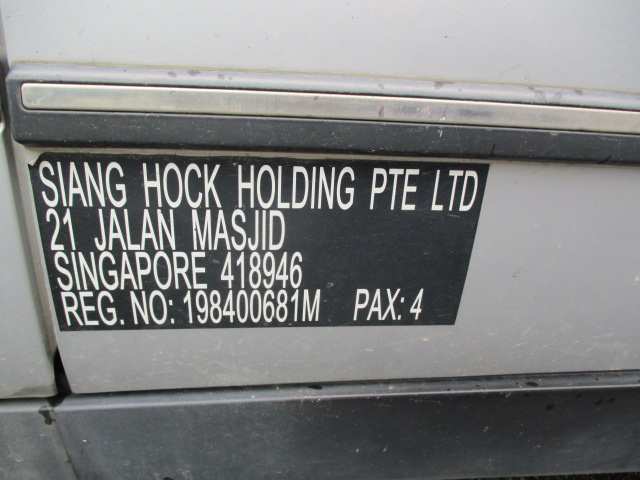 SIANG HOCK HOLDING PTE LTD
21 JALAN MASJID
SINGAPORE 418946
REG. NO: 198400681M PAX: 4